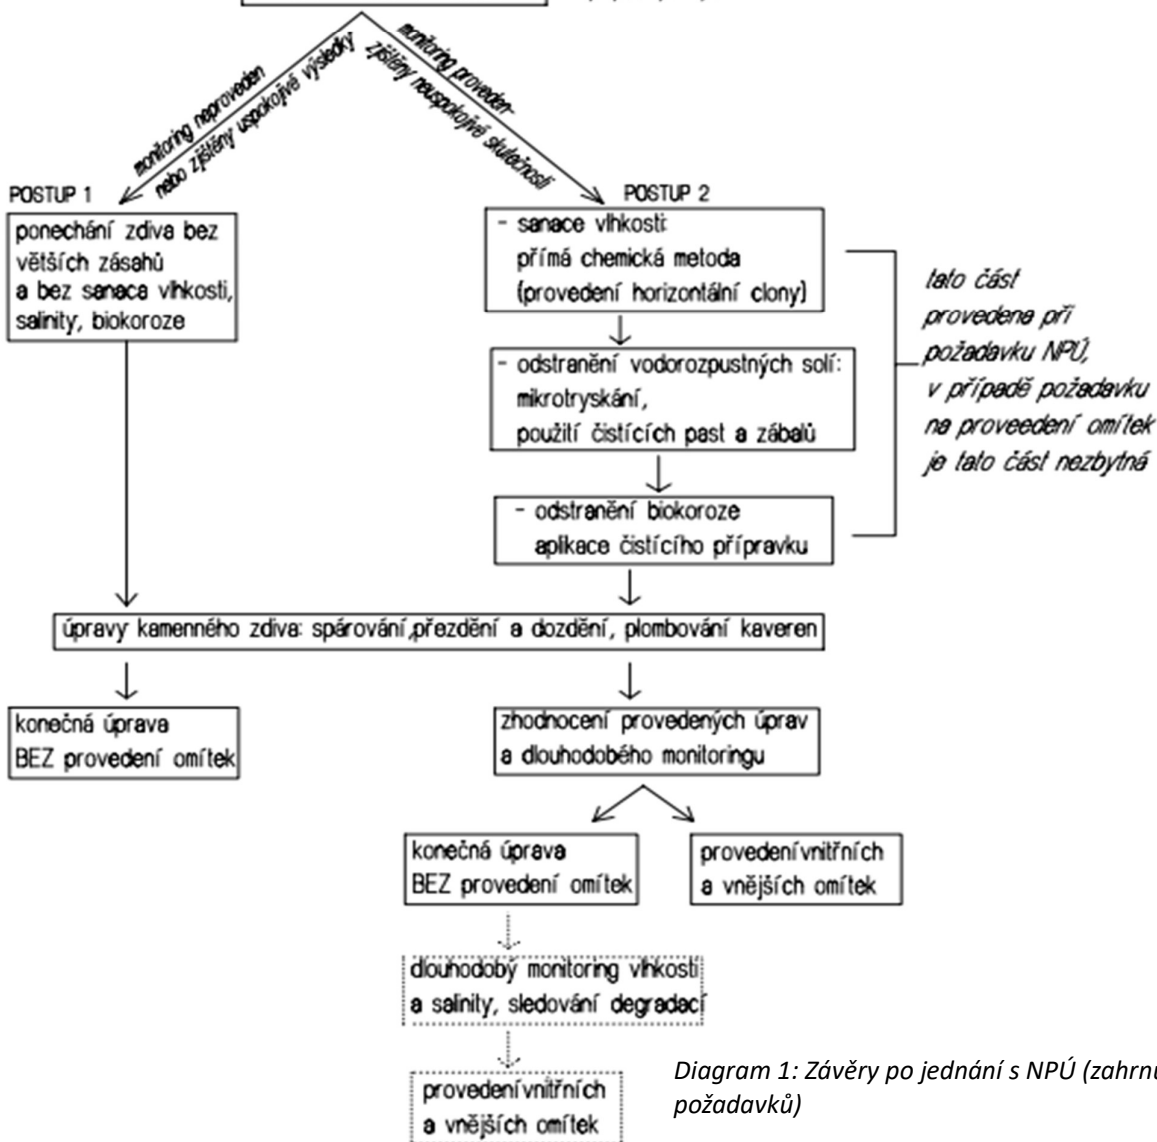 monitoring neproveden
nebo zjištěny uspokojivé výsledky
monitoring proveden-
zjištěny neuspokojivé skutečnosti
POSTUP 1
ponechání zdiva bez
větších zásahů
a bez sanaca vlhkosti,
salinity, biokoroze
POSTUP 2
- sanace vlhkosti:
přímá chemická metoda
(provedení horizontální clony)
- odstranění vodorozpustných solí:
mikrotryskání,
použití čistících past a zábalů
- odstranění biokoroze
aplikace čistícího přípravku
tato část
provedena při
požadavku NPÚ,
v případě požadavku
na proveedení omítek
je tato část nezbytná
úpravy kamenného zdiva: spárování,přezdění a dozdění, plombování kaveren
konečná úprava
BEZ provedení omítek
zhodnocení provedených úprav
a dlouhodobého monitoringu
konečná úprava
BEZ provedení omítek
provedení vnitřních
a vnějších omítek
dlouhodobý monitoring vlhkosti
a salinity, sledování degradací
provedení vnitřních
a vnějších omítek
Diagram 1: Závěry po jednání s NPÚ (zahrnu
požadavků)